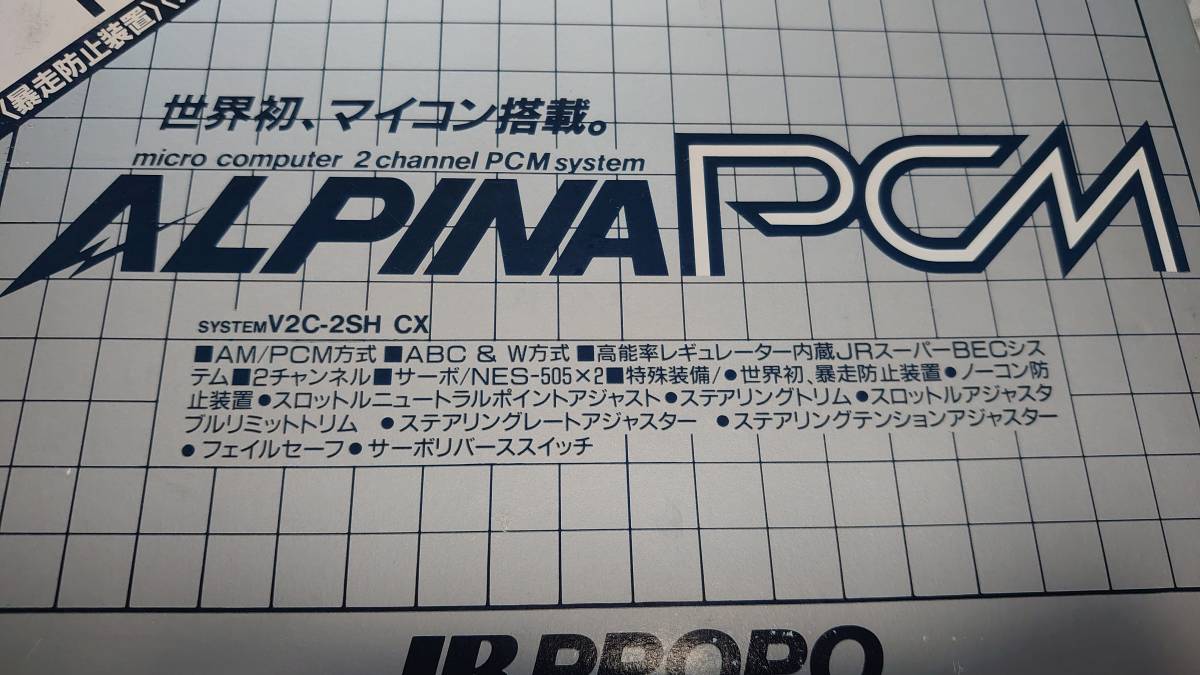 〈暴走防止装置〉
世界初、マイコン搭載。
micro computer 2 channel PCM system
ALPINA PCM
SYSTEM V2C-2SH CX
■AM/PCM方式■ABC & W方式■高能率レギュレーター内蔵JRスーパーBECシス
テム■2チャンネル■サーボ/NES-505×2■特殊装備/●世界初、暴走防止装置●ノーコン防
止装置●スロットルニュートラルポイントアジャスト●ステアリングトリム●スロットルアジャスタ
ブルリミットトリム ●ステアリングレートアジャスター ●ステアリングテンションアジャスター
●フェイルセーフ●サーボリバーススイッチ
JR PROPO